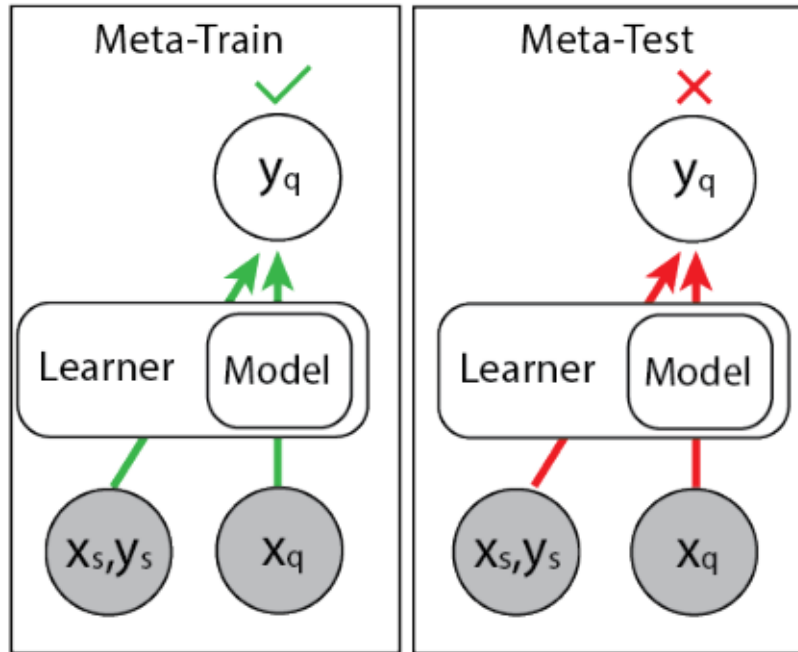 Meta-Train
yq
Learner
Model
xs,ys
xq
Meta-Test
yq
Learner
Model
xs,ys
xq